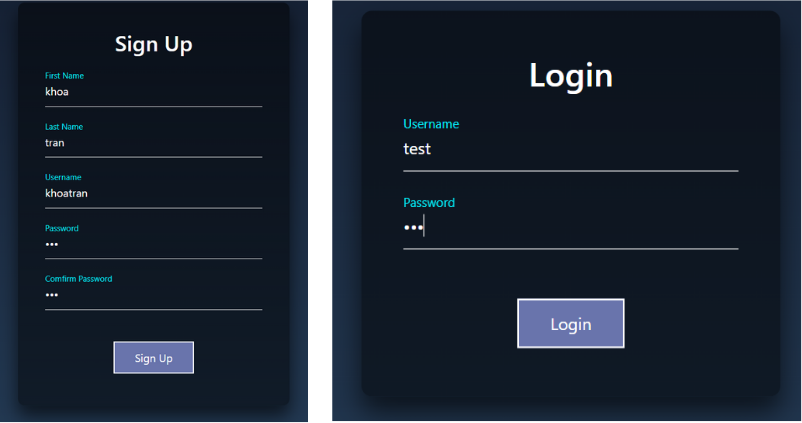 Sign Up
First Name
khoa
Last Name
tran
Username
khoatran
Password
•••
Comfirm Password
•••
Sign Up
Login
Username
test
Password
•••
Login